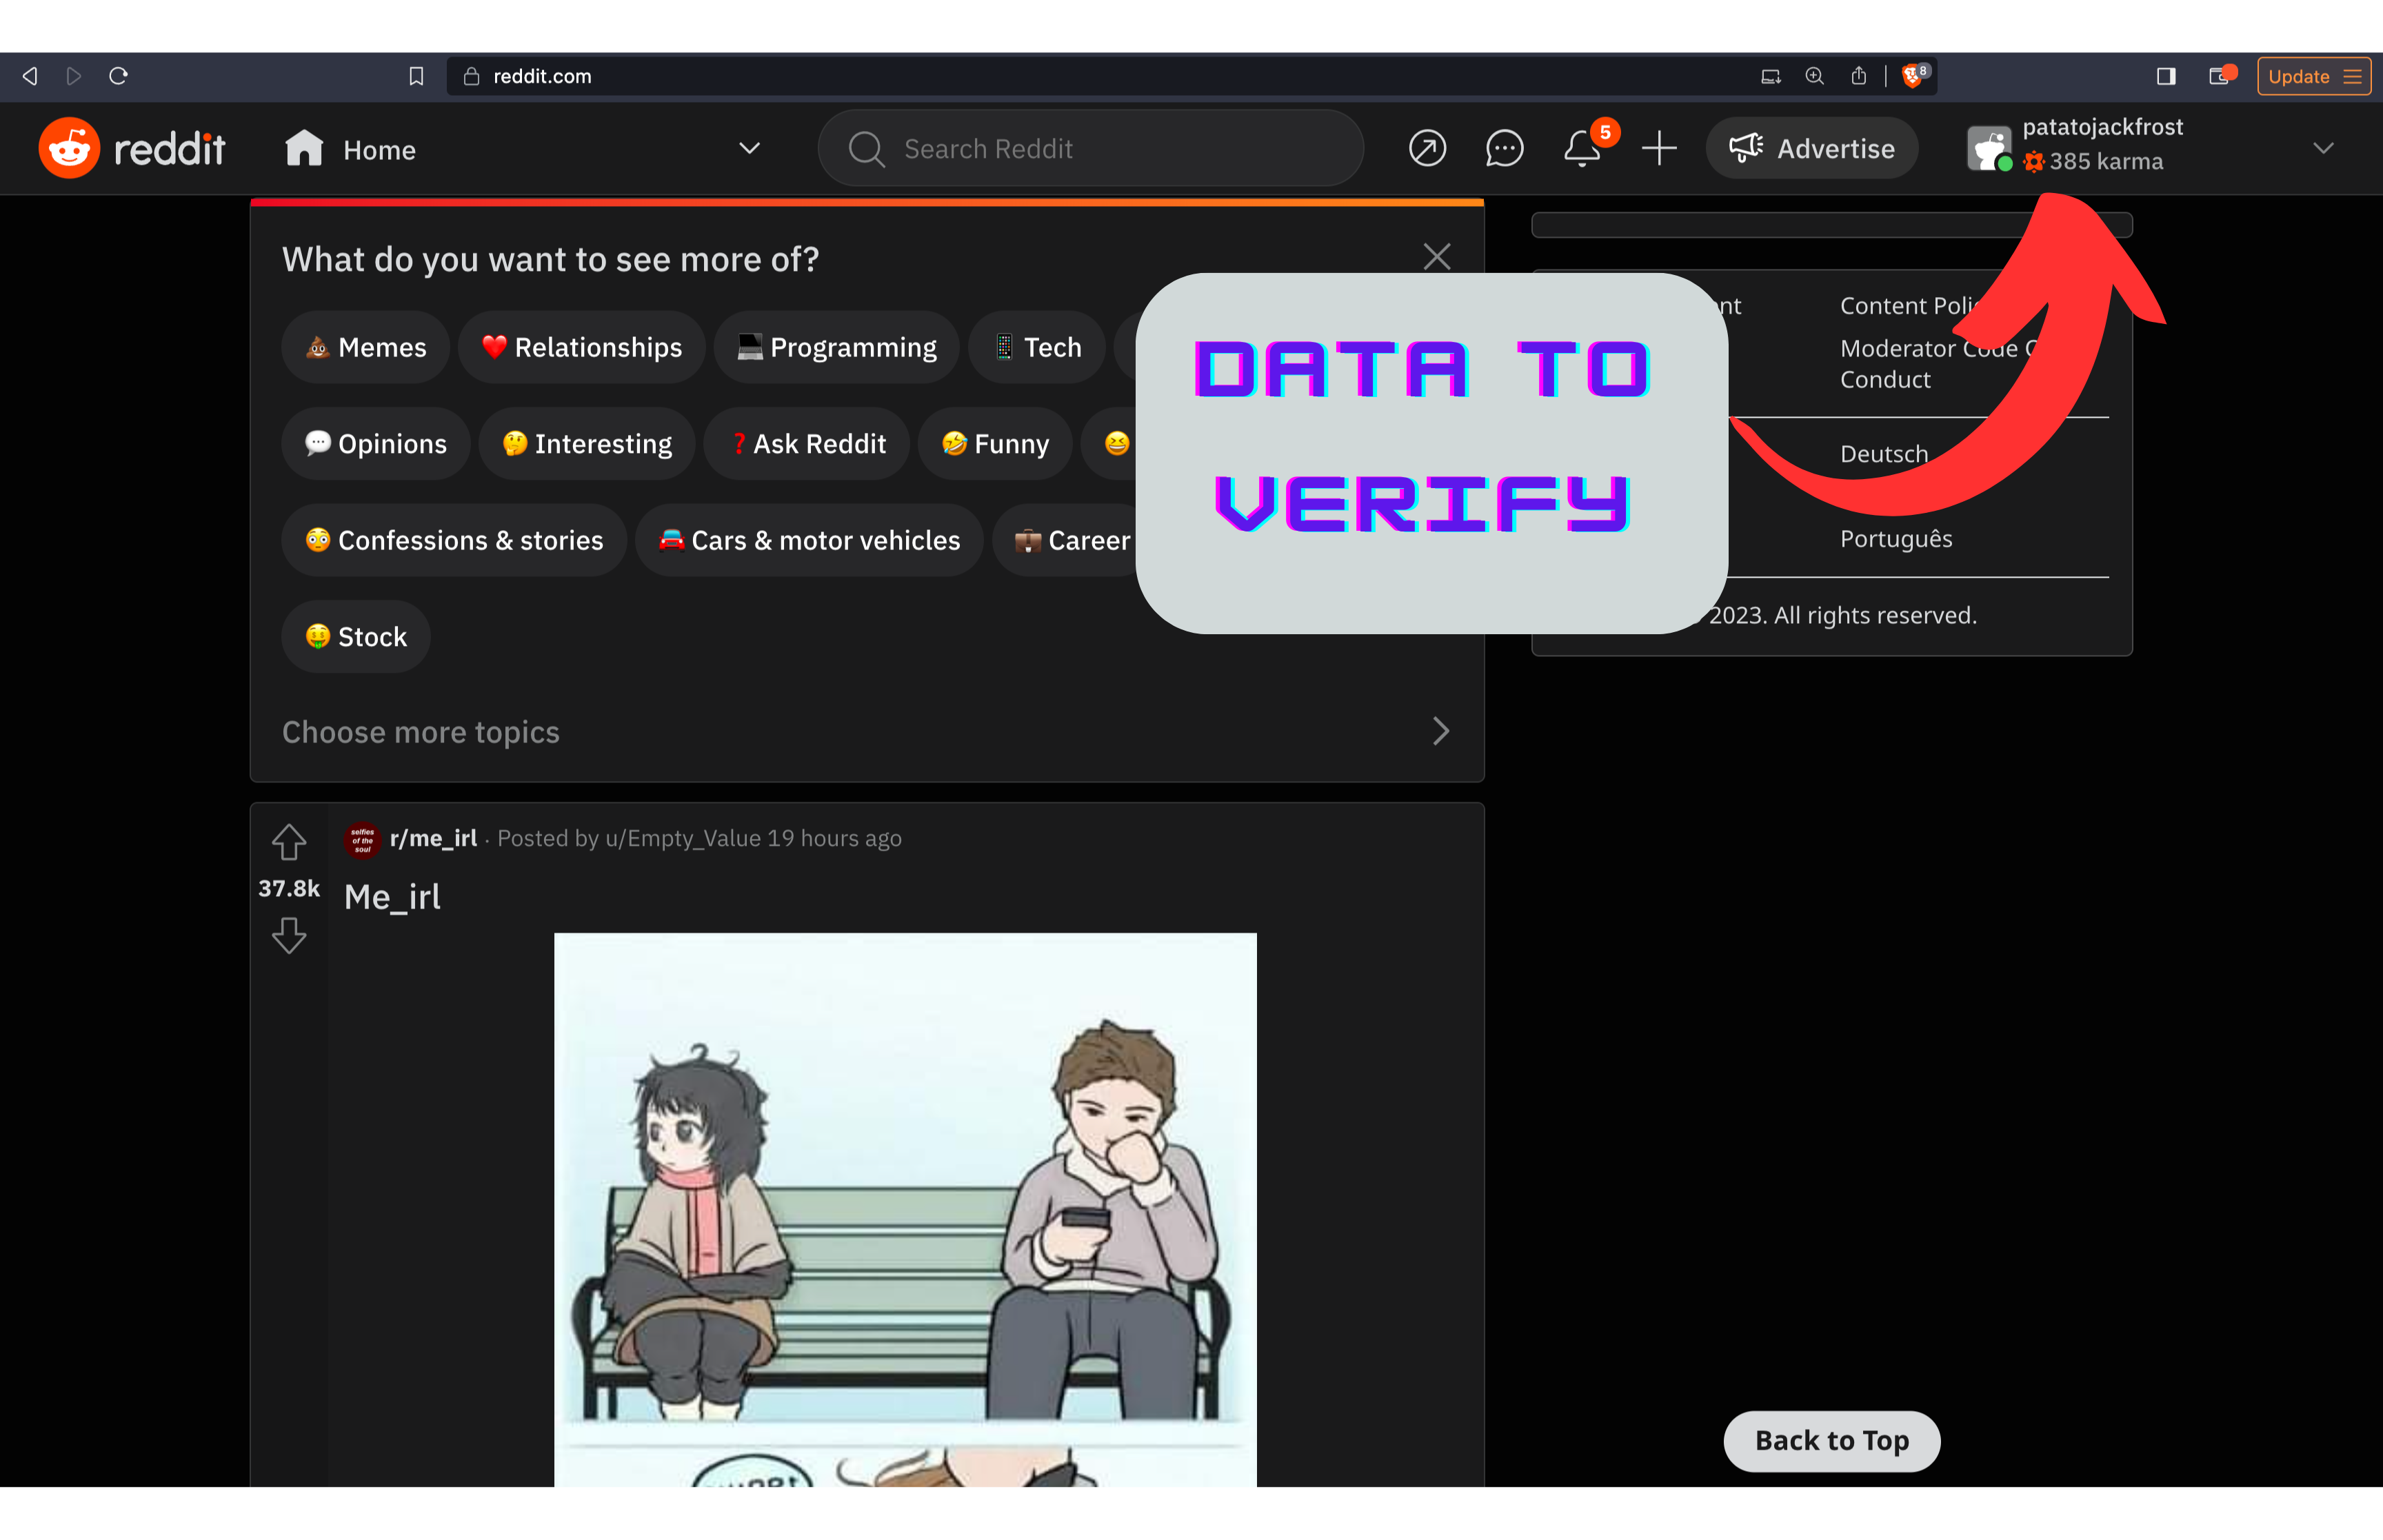 reddit.com
8
Update
reddit
Home
Search Reddit
5
Advertise
patatojackfrost
385 karma
What do you want to see more of?
💩 Memes
❤️ Relationships
💻 Programming
📱 Tech
💬 Opinions
🤔 Interesting
❓ Ask Reddit
🤣 Funny
😆
😳 Confessions & stories
🚘 Cars & motor vehicles
💼 Career
🤑 Stock
Choose more topics
DATA TO
VERIFY
Content
Moderator Code
Conduct
Deutsch
Português
2023. All rights reserved.
selfies
of the
soul
r/me_irl · Posted by u/Empty_Value 19 hours ago
37.8k
Me_irl
Back to Top